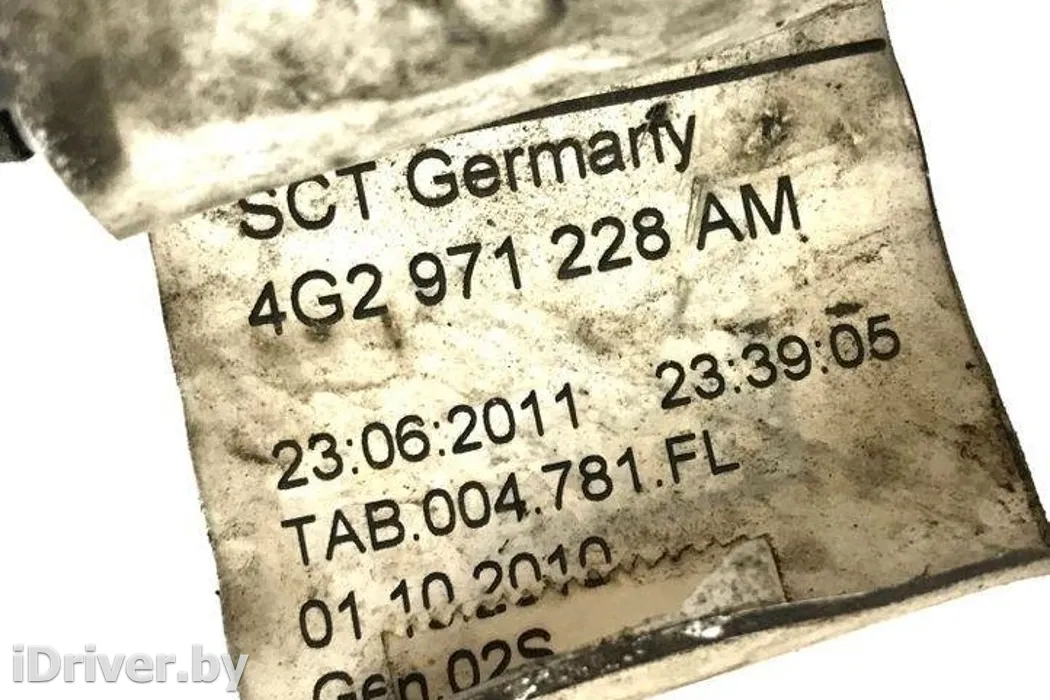 SCT Germany
4G2 971 228 AM
23:06:2011 23:39:05
TAB.004.781.FL
01.10.2010
Gen.02S
iDriver.by